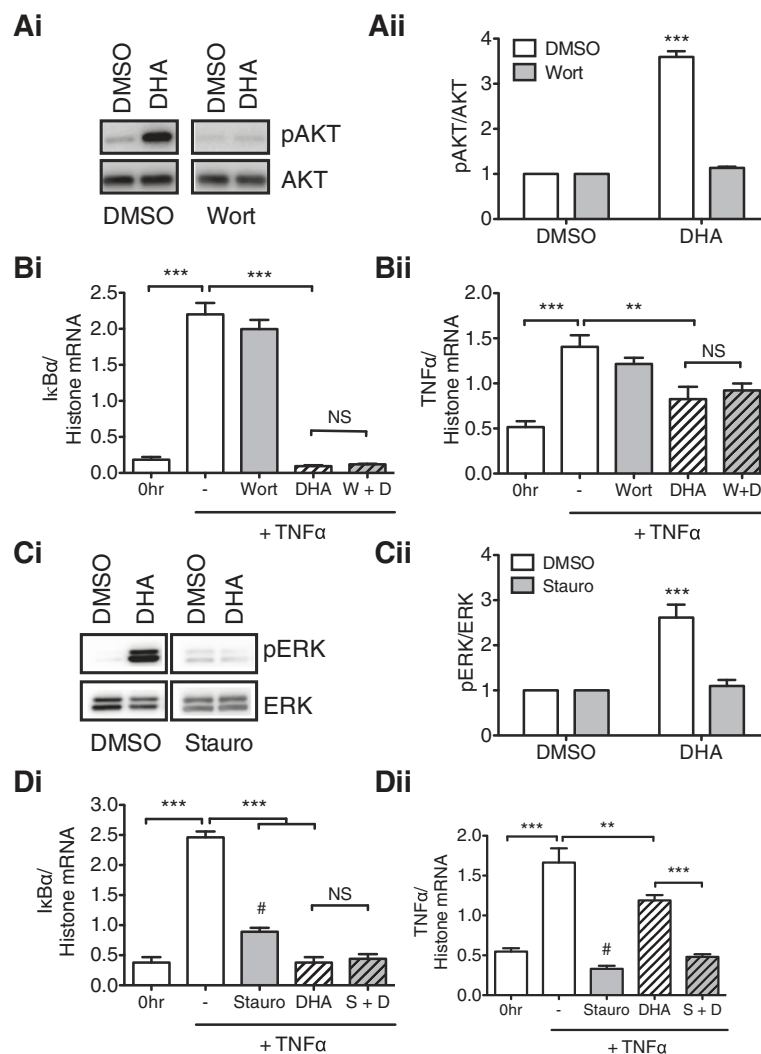 Ai
DMSO
DHA
DMSO
DHA
pAKT
AKT
DMSO
Wort
Aii
pAKT/AKT
4
3
2
1
0
DMSO
Wort
***
DMSO
DHA
Bi
IκBα/
Histone mRNA
2.5
2.0
1.5
1.0
0.5
0.0
***
***
NS
0hr
-
Wort
DHA
W + D
+ TNFα
Bii
TNFα/
Histone mRNA
2.0
1.5
1.0
0.5
0.0
***
**
NS
0hr
-
Wort
DHA
W+D
+ TNFα
Ci
DMSO
DHA
DMSO
DHA
pERK
ERK
DMSO
Stauro
Cii
pERK/ERK
4
3
2
1
0
DMSO
Stauro
***
DMSO
DHA
Di
IκBα/
Histone mRNA
3.0
2.5
2.0
1.5
1.0
0.5
0.0
***
***
#
NS
0hr
-
Stauro
DHA
S + D
+ TNFα
Dii
TNFα/
Histone mRNA
2.0
1.5
1.0
0.5
0.0
***
**
***
#
0hr
-
Stauro
DHA
S + D
+ TNFα